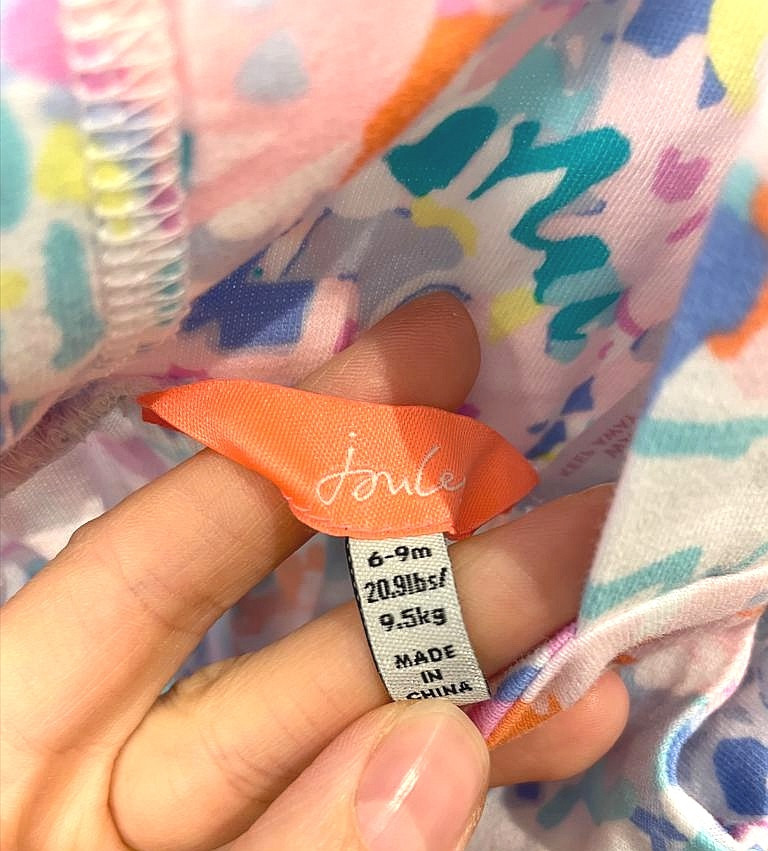 joule
6-9m
20.9lbs/
9.5kg
MADE
IN
CHINA